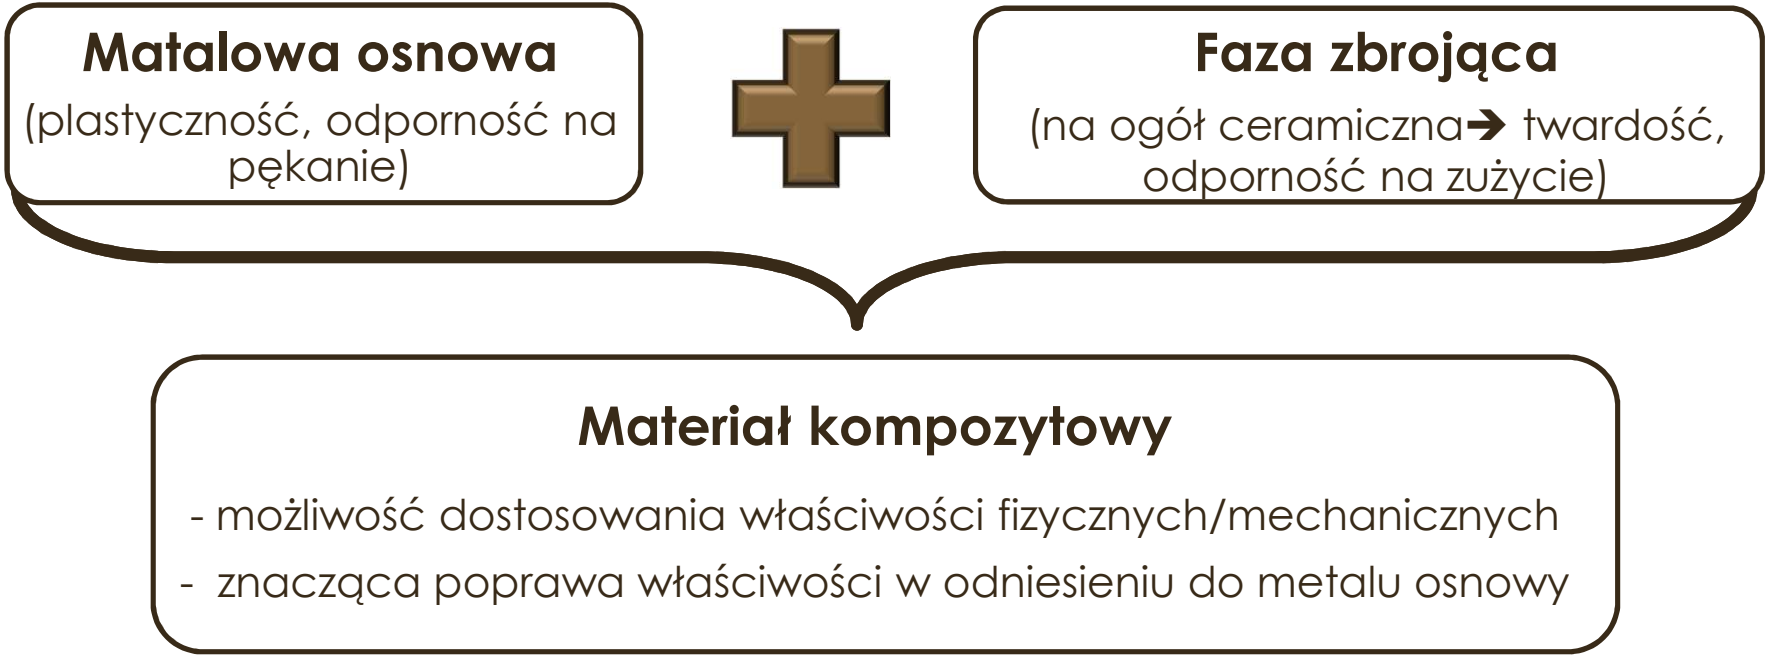 Matalowa osnowa
(plastyczność, odporność na
pękanie)
Faza zbrojąca
(na ogół ceramiczna➔ twardość,
odporność na zużycie)
Materiał kompozytowy
- możliwość dostosowania właściwości fizycznych/mechanicznych
- znacząca poprawa właściwości w odniesieniu do metalu osnowy